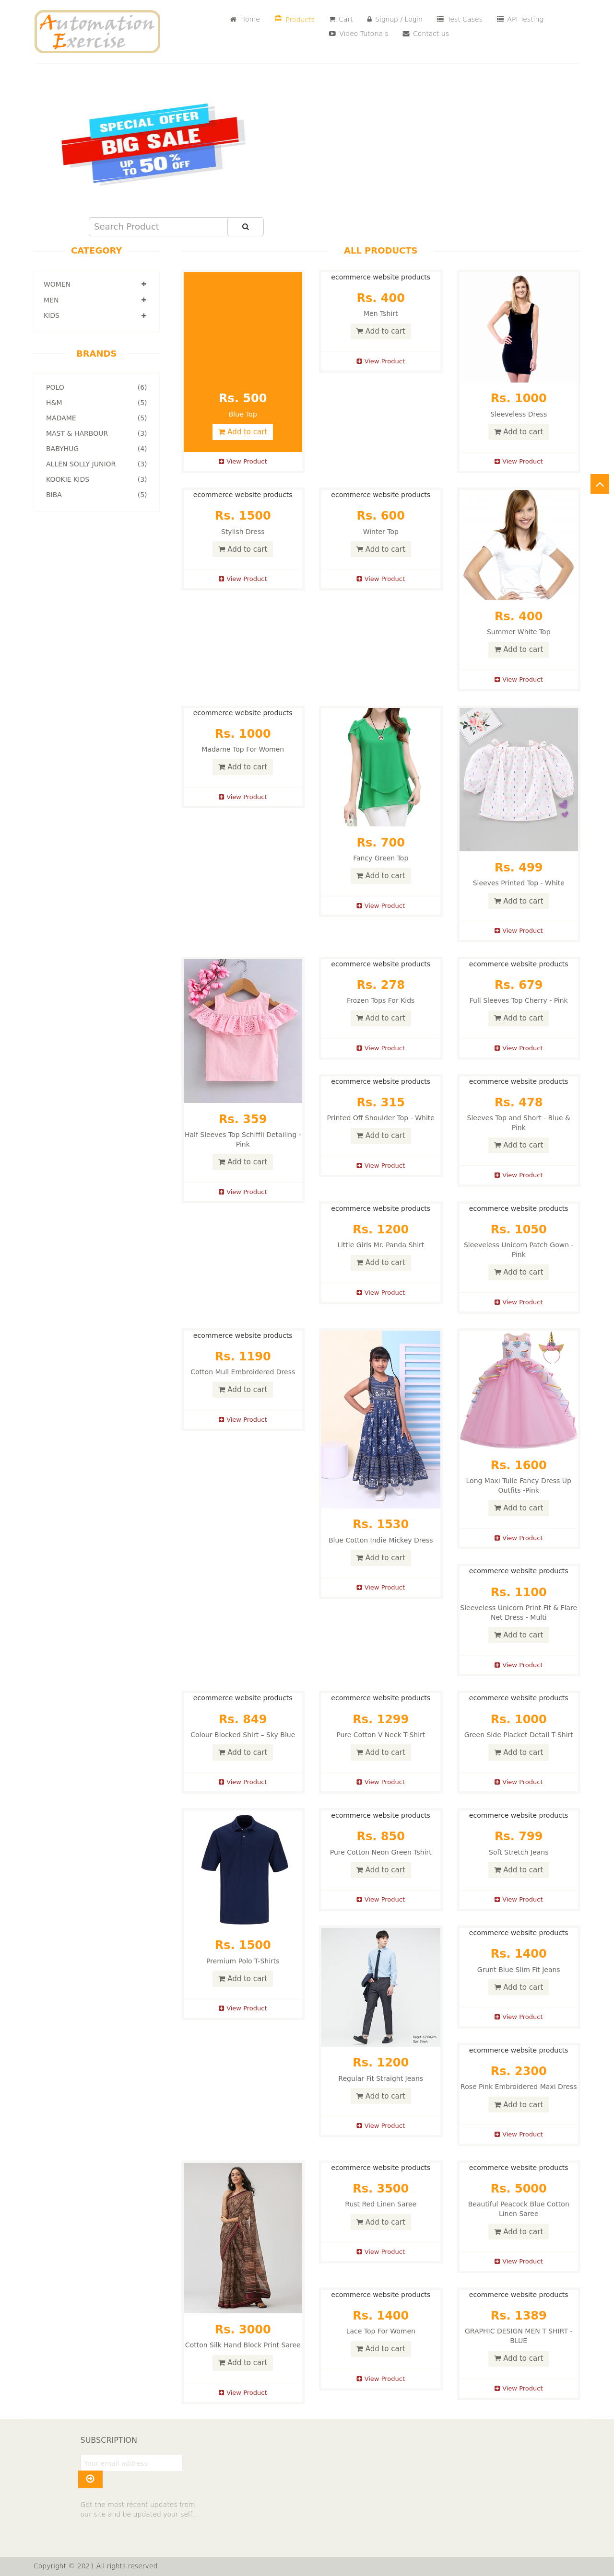 Automation
Exercise
Home
Products
Cart
Signup / Login
Test Cases
API Testing
Video Tutorials
Contact us
SPECIAL OFFER
BIG SALE
UP TO 50% OFF
Search Product
CATEGORY
WOMEN
MEN
KIDS
BRANDS
POLO (6)
H&M (5)
MADAME (5)
MAST & HARBOUR (3)
BABYHUG (4)
ALLEN SOLLY JUNIOR (3)
KOOKIE KIDS (3)
BIBA (5)
ALL PRODUCTS
Rs. 500
Blue Top
Add to cart
View Product
ecommerce website products
Rs. 400
Men Tshirt
Add to cart
View Product
Rs. 1000
Sleeveless Dress
Add to cart
View Product
ecommerce website products
Rs. 1500
Stylish Dress
Add to cart
View Product
ecommerce website products
Rs. 600
Winter Top
Add to cart
View Product
Rs. 400
Summer White Top
Add to cart
View Product
ecommerce website products
Rs. 1000
Madame Top For Women
Add to cart
View Product
Rs. 700
Fancy Green Top
Add to cart
View Product
Rs. 499
Sleeves Printed Top - White
Add to cart
View Product
Rs. 359
Half Sleeves Top Schiffli Detailing -
Pink
Add to cart
View Product
ecommerce website products
Rs. 278
Frozen Tops For Kids
Add to cart
View Product
ecommerce website products
Rs. 679
Full Sleeves Top Cherry - Pink
Add to cart
View Product
ecommerce website products
Rs. 315
Printed Off Shoulder Top - White
Add to cart
View Product
ecommerce website products
Rs. 478
Sleeves Top and Short - Blue &
Pink
Add to cart
View Product
ecommerce website products
Rs. 1200
Little Girls Mr. Panda Shirt
Add to cart
View Product
ecommerce website products
Rs. 1050
Sleeveless Unicorn Patch Gown -
Pink
Add to cart
View Product
ecommerce website products
Rs. 1190
Cotton Mull Embroidered Dress
Add to cart
View Product
Rs. 1530
Blue Cotton Indie Mickey Dress
Add to cart
View Product
Rs. 1600
Long Maxi Tulle Fancy Dress Up
Outfits -Pink
Add to cart
View Product
ecommerce website products
Rs. 1100
Sleeveless Unicorn Print Fit & Flare
Net Dress - Multi
Add to cart
View Product
ecommerce website products
Rs. 849
Colour Blocked Shirt – Sky Blue
Add to cart
View Product
ecommerce website products
Rs. 1299
Pure Cotton V-Neck T-Shirt
Add to cart
View Product
ecommerce website products
Rs. 1000
Green Side Placket Detail T-Shirt
Add to cart
View Product
Rs. 1500
Premium Polo T-Shirts
Add to cart
View Product
ecommerce website products
Rs. 850
Pure Cotton Neon Green Tshirt
Add to cart
View Product
ecommerce website products
Rs. 799
Soft Stretch Jeans
Add to cart
View Product
Rs. 1200
Regular Fit Straight Jeans
Add to cart
View Product
ecommerce website products
Rs. 1400
Grunt Blue Slim Fit Jeans
Add to cart
View Product
ecommerce website products
Rs. 2300
Rose Pink Embroidered Maxi Dress
Add to cart
View Product
Rs. 3000
Cotton Silk Hand Block Print Saree
Add to cart
View Product
ecommerce website products
Rs. 3500
Rust Red Linen Saree
Add to cart
View Product
ecommerce website products
Rs. 5000
Beautiful Peacock Blue Cotton
Linen Saree
Add to cart
View Product
ecommerce website products
Rs. 1400
Lace Top For Women
Add to cart
View Product
ecommerce website products
Rs. 1389
GRAPHIC DESIGN MEN T SHIRT -
BLUE
Add to cart
View Product
SUBSCRIPTION
Your email address
Get the most recent updates from
our site and be updated your self...
Copyright © 2021 All rights reserved